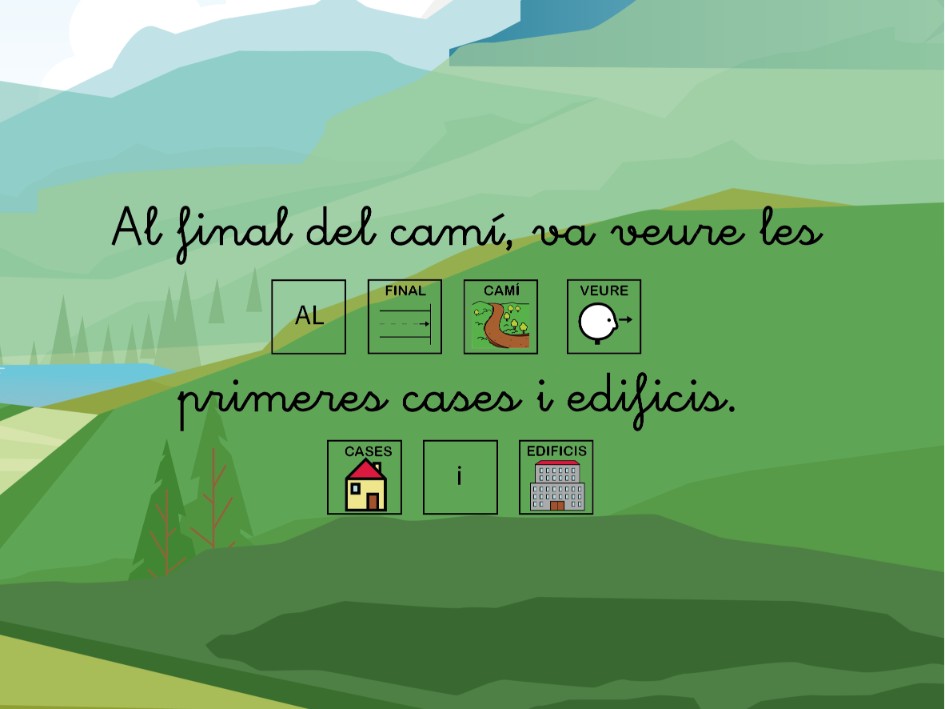 Al final del camí, va veure les
AL FINAL CAMÍ VEURE
primeres cases i edificis.
CASES i EDIFICIS